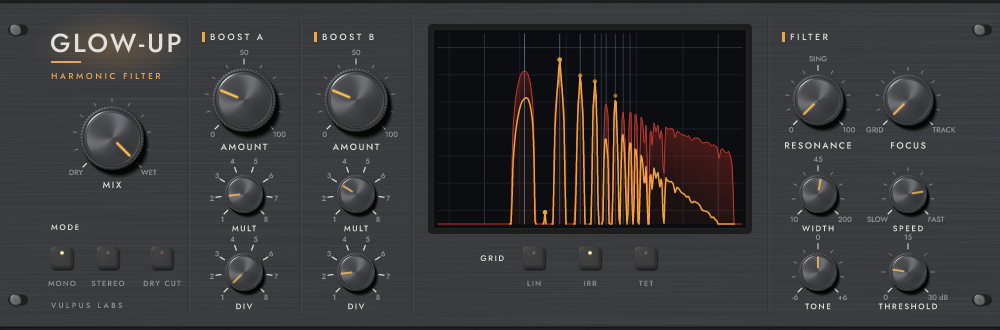 GLOW-UP
HARMONIC FILTER
DRY WET
MIX
MODE
MONO STEREO DRY CUT
VULPUS LABS
BOOST A
50
0 100
AMOUNT
1 2 3 4 5 6 7 8
MULT
1 2 3 4 5 6 7 8
DIV
BOOST B
50
0 100
AMOUNT
1 2 3 4 5 6 7 8
MULT
1 2 3 4 5 6 7 8
DIV
GRID
LIN IRR TET
FILTER
SING
0 100
RESONANCE
GRID TRACK
FOCUS
45
10 200
WIDTH
SLOW FAST
SPEED
0
-6 +6
TONE
15
0 30 dB
THRESHOLD